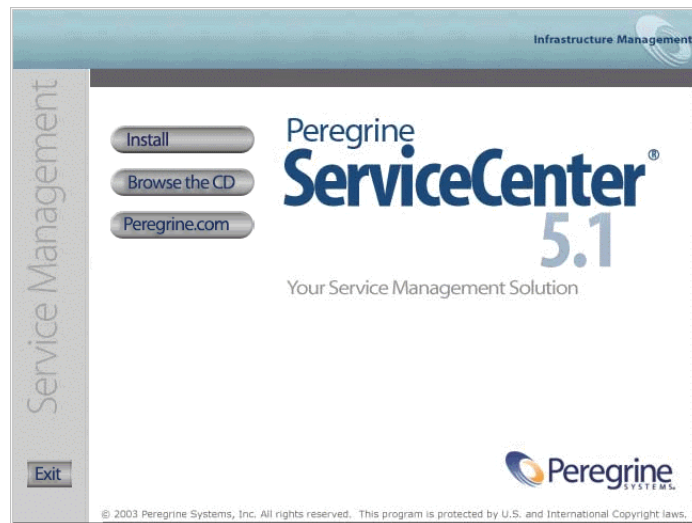 Infrastructure Management
Service Management
Install
Browse the CD
Peregrine.com
Peregrine
ServiceCenter®
5.1
Your Service Management Solution
Exit
Peregrine
SYSTEMS.
© 2003 Peregrine Systems, Inc. All rights reserved. This program is protected by U.S. and International Copyright laws.